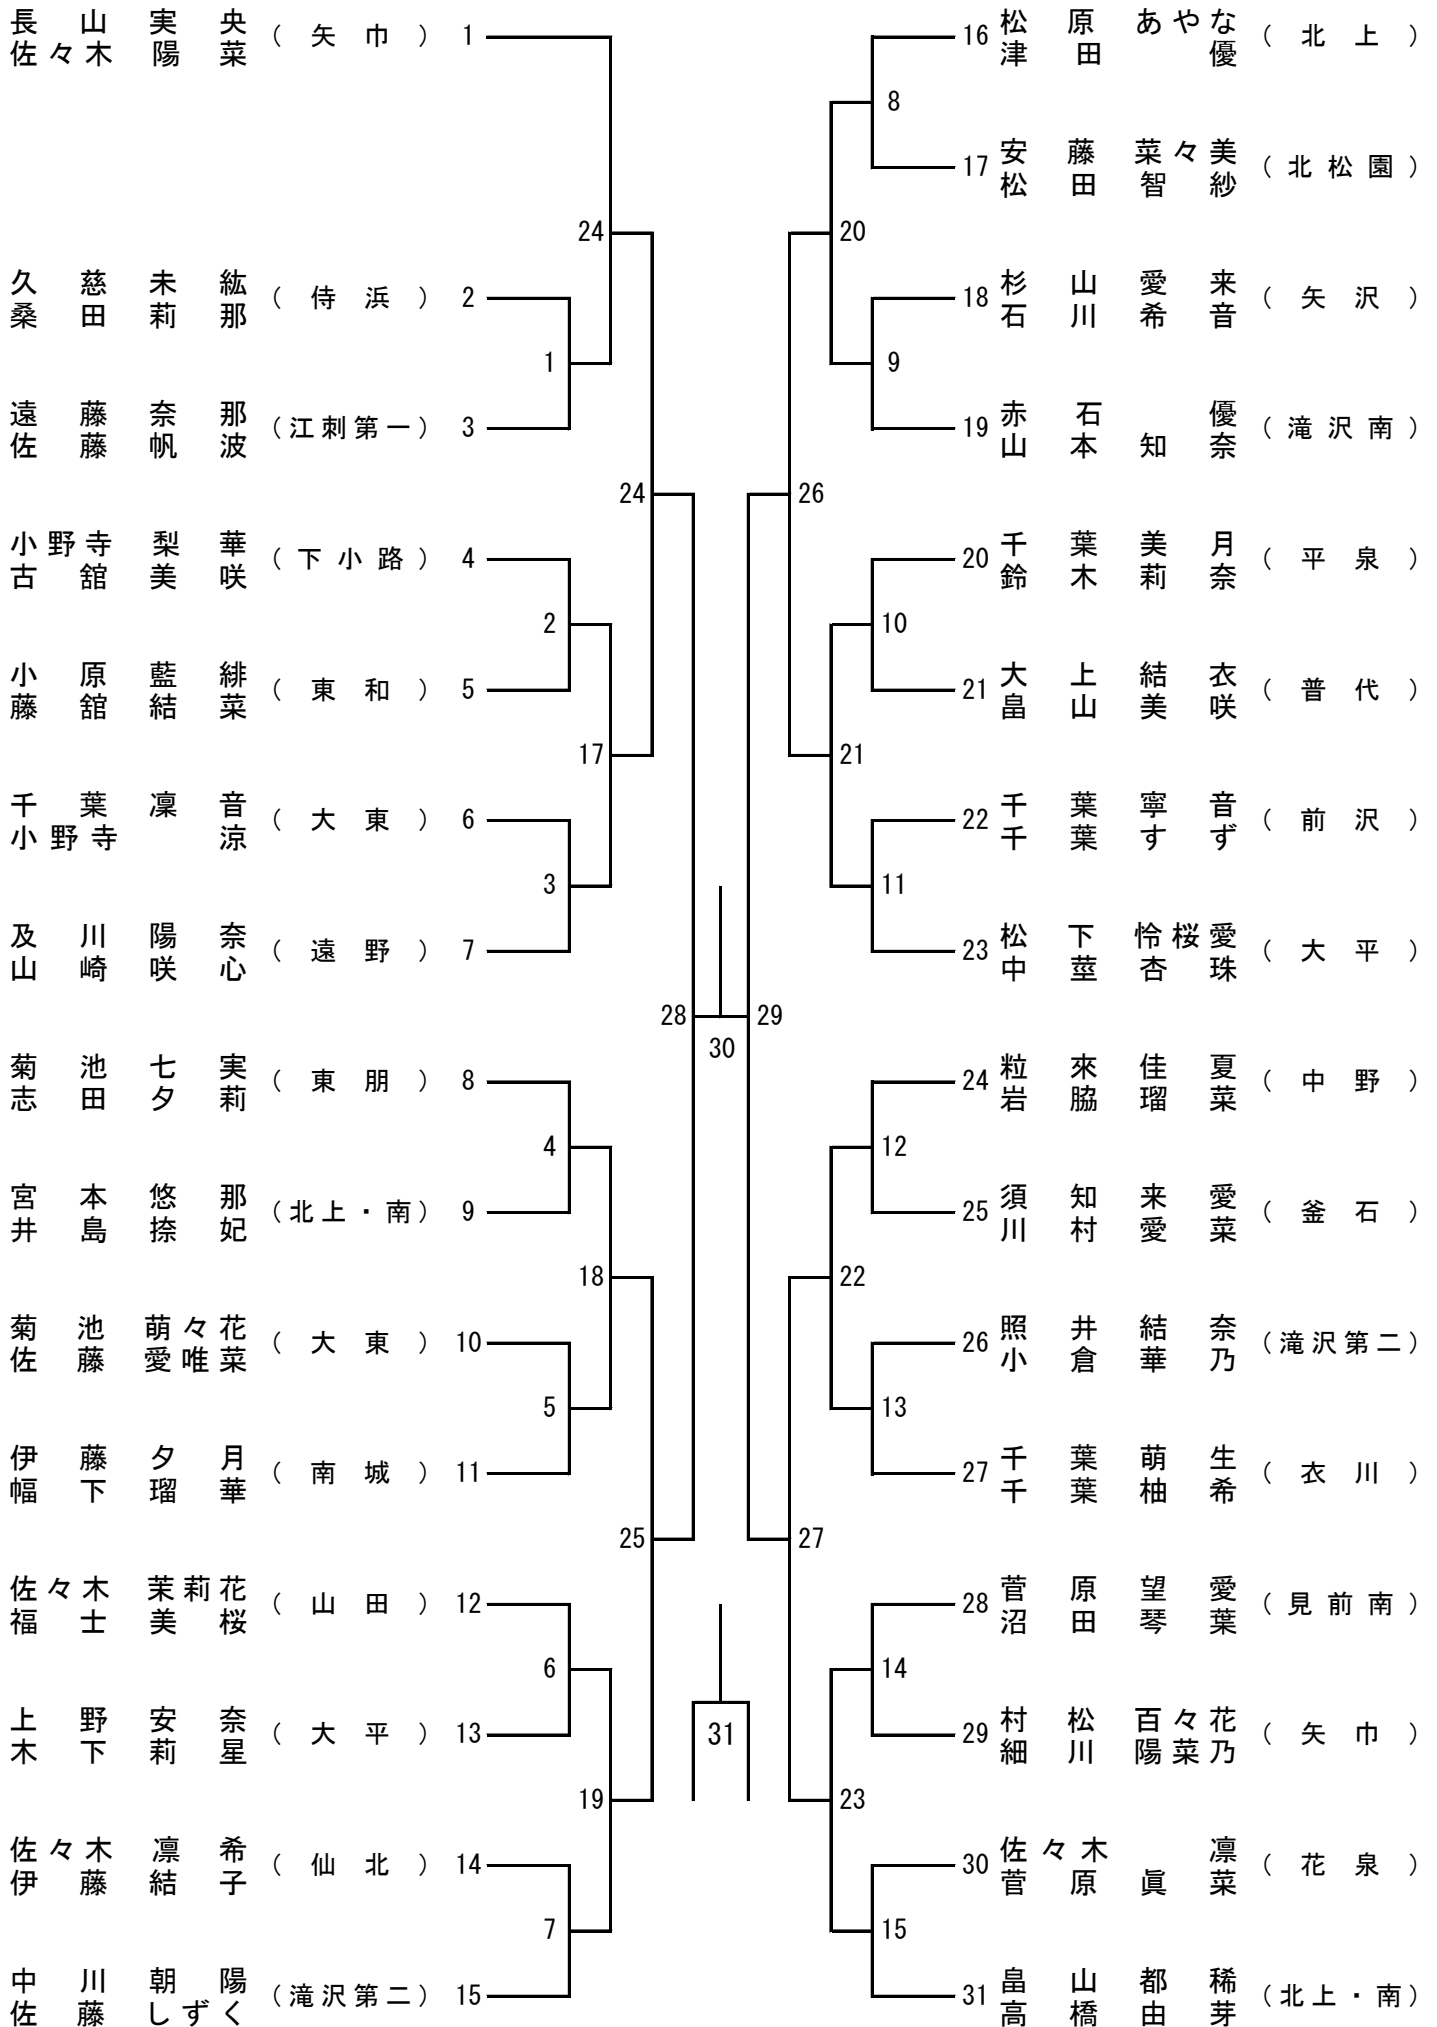 長山実央
佐々木陽菜
（矢巾） 1
久慈未紘
桑田莉那
（侍浜） 2
遠藤奈那
佐藤帆波
（江刺第一） 3
小野寺梨華
古舘美咲
（下小路） 4
小原藍緋
藤舘結菜
（東和） 5
千葉凜音
小野寺涼
（大東） 6
及川陽奈
山崎咲心
（遠野） 7
菊池七実
志田夕莉
（東朋） 8
宮本悠那
井島捺妃
（北上・南） 9
菊池萌々花
佐藤愛唯菜
（大東） 10
伊藤夕月
幅下瑠華
（南城） 11
佐々木茉莉花
福士美桜
（山田） 12
上野安奈
木下莉星
（大平） 13
佐々木凛希
伊藤結子
（仙北） 14
中川朝陽
佐藤しずく
（滝沢第二） 15
24
1
24
2
17
3
28
4
18
5
25
6
19
7
30
31
29
8
20
9
26
10
21
11
12
22
13
27
14
23
15
16 松原あやな
津田優
（北上）
17 安藤菜々美
松田智紗
（北松園）
18 杉山愛来
石川希音
（矢沢）
19 赤石優
山本知奈
（滝沢南）
20 千葉美月
鈴木莉奈
（平泉）
21 大上結衣
畠山美咲
（普代）
22 千葉寧音
千葉すず
（前沢）
23 松下怜桜愛
中莖杏珠
（大平）
24 粒來佳夏
岩脇瑠菜
（中野）
25 須知来愛
川村愛菜
（釜石）
26 照井結奈
小倉華乃
（滝沢第二）
27 千葉萌生
千葉柚希
（衣川）
28 菅原望愛
沼田琴葉
（見前南）
29 村松百々花
細川陽菜乃
（矢巾）
30 佐々木凛
菅原眞菜
（花泉）
31 畠山都稀
高橋由芽
（北上・南）